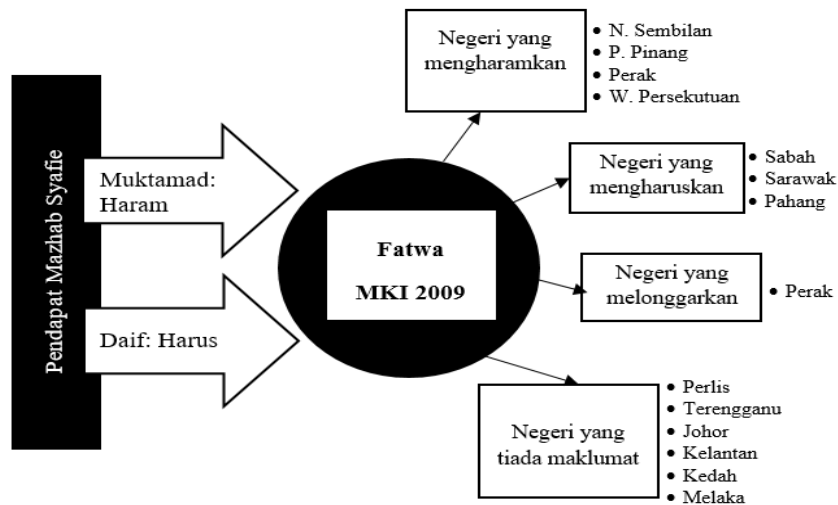 Pendapat Mazhab Syafie
Muktamad:
Haram
Daif: Harus
Fatwa
MKI 2009
Negeri yang
mengharamkan
• N. Sembilan
• P. Pinang
• Perak
• W. Persekutuan
Negeri yang
mengharuskan
• Sabah
• Sarawak
• Pahang
Negeri yang
melonggarkan
• Perak
Negeri yang
tiada maklumat
• Perlis
• Terengganu
• Johor
• Kelantan
• Kedah
• Melaka